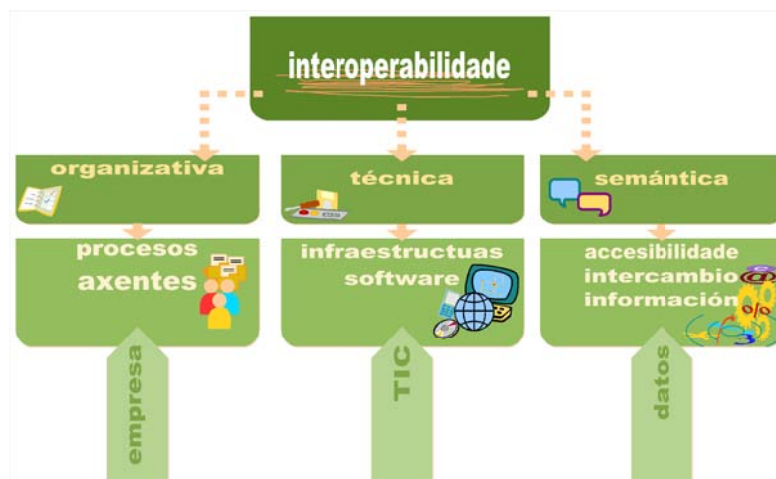 interoperabilidade
organizativa
técnica
semántica
procesos
axentes
infraestructuas
software
accesibilidade
intercambio
información
empresa
TIC
datos
@
%